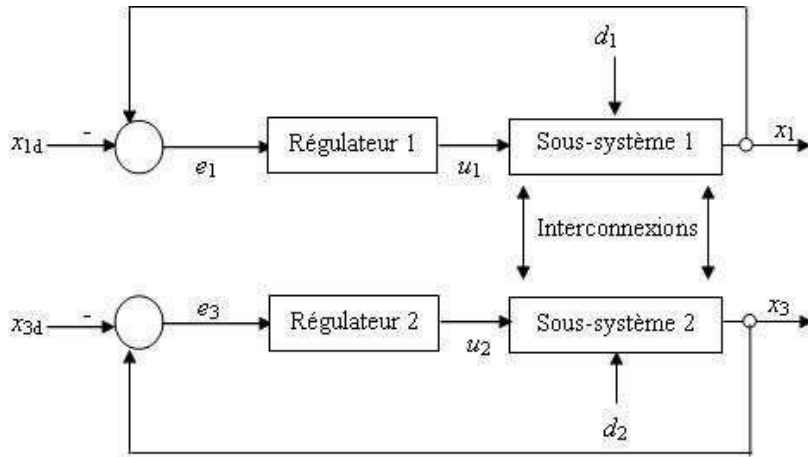 d1
x1d
-
e1
Régulateur 1
u1
Sous-système 1
x1
Interconnexions
x3d
-
e3
Régulateur 2
u2
Sous-système 2
x3
d2